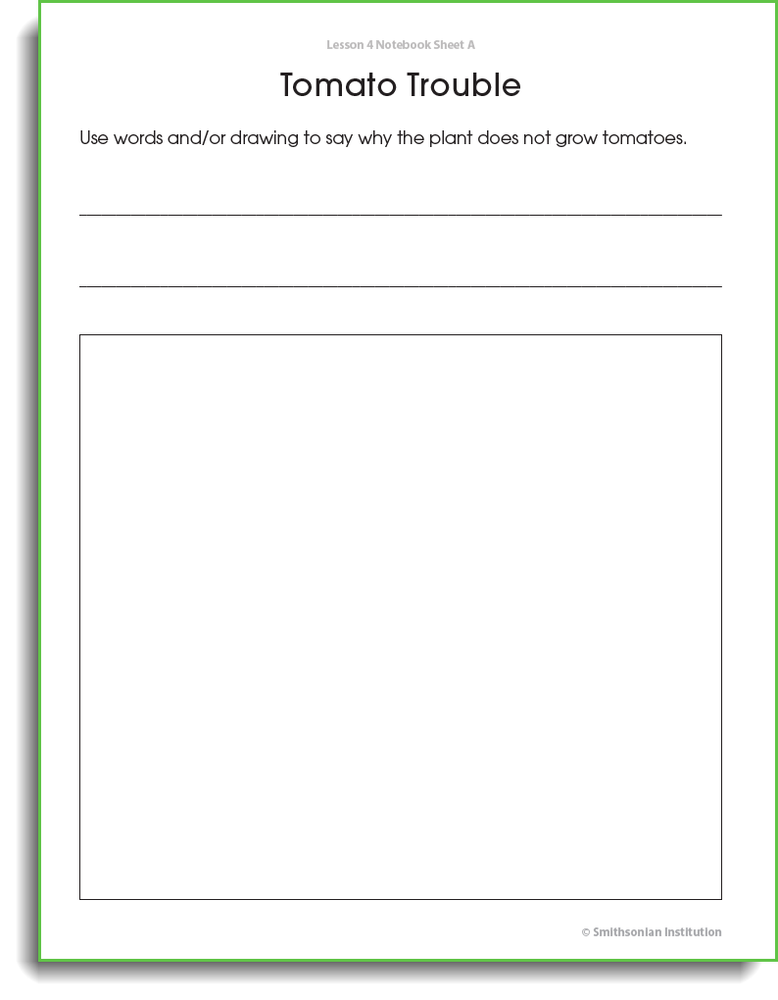 Lesson 4 Notebook Sheet A
Tomato Trouble
Use words and/or drawing to say why the plant does not grow tomatoes.
© Smithsonian Institution